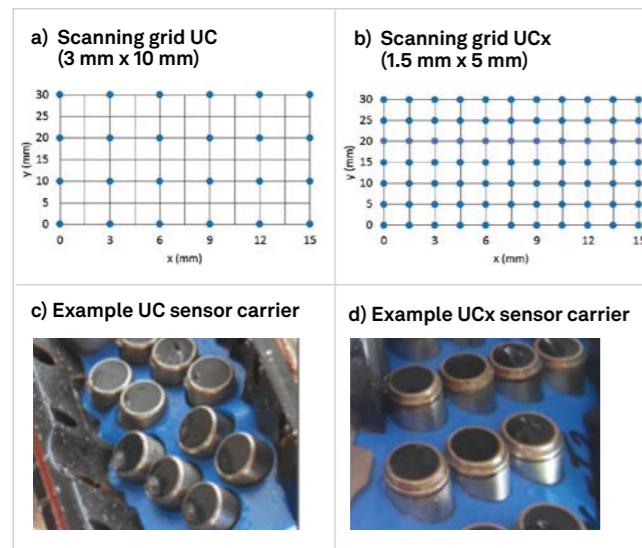 a) Scanning grid UC
(3 mm x 10 mm)
30
25
20
15
10
5
0
y (mm)
0 3 6 9 12 15
x (mm)
b) Scanning grid UCx
(1.5 mm x 5 mm)
30
25
20
15
10
5
0
y (mm)
0 3 6 9 12 15
x (mm)
c) Example UC sensor carrier
d) Example UCx sensor carrier